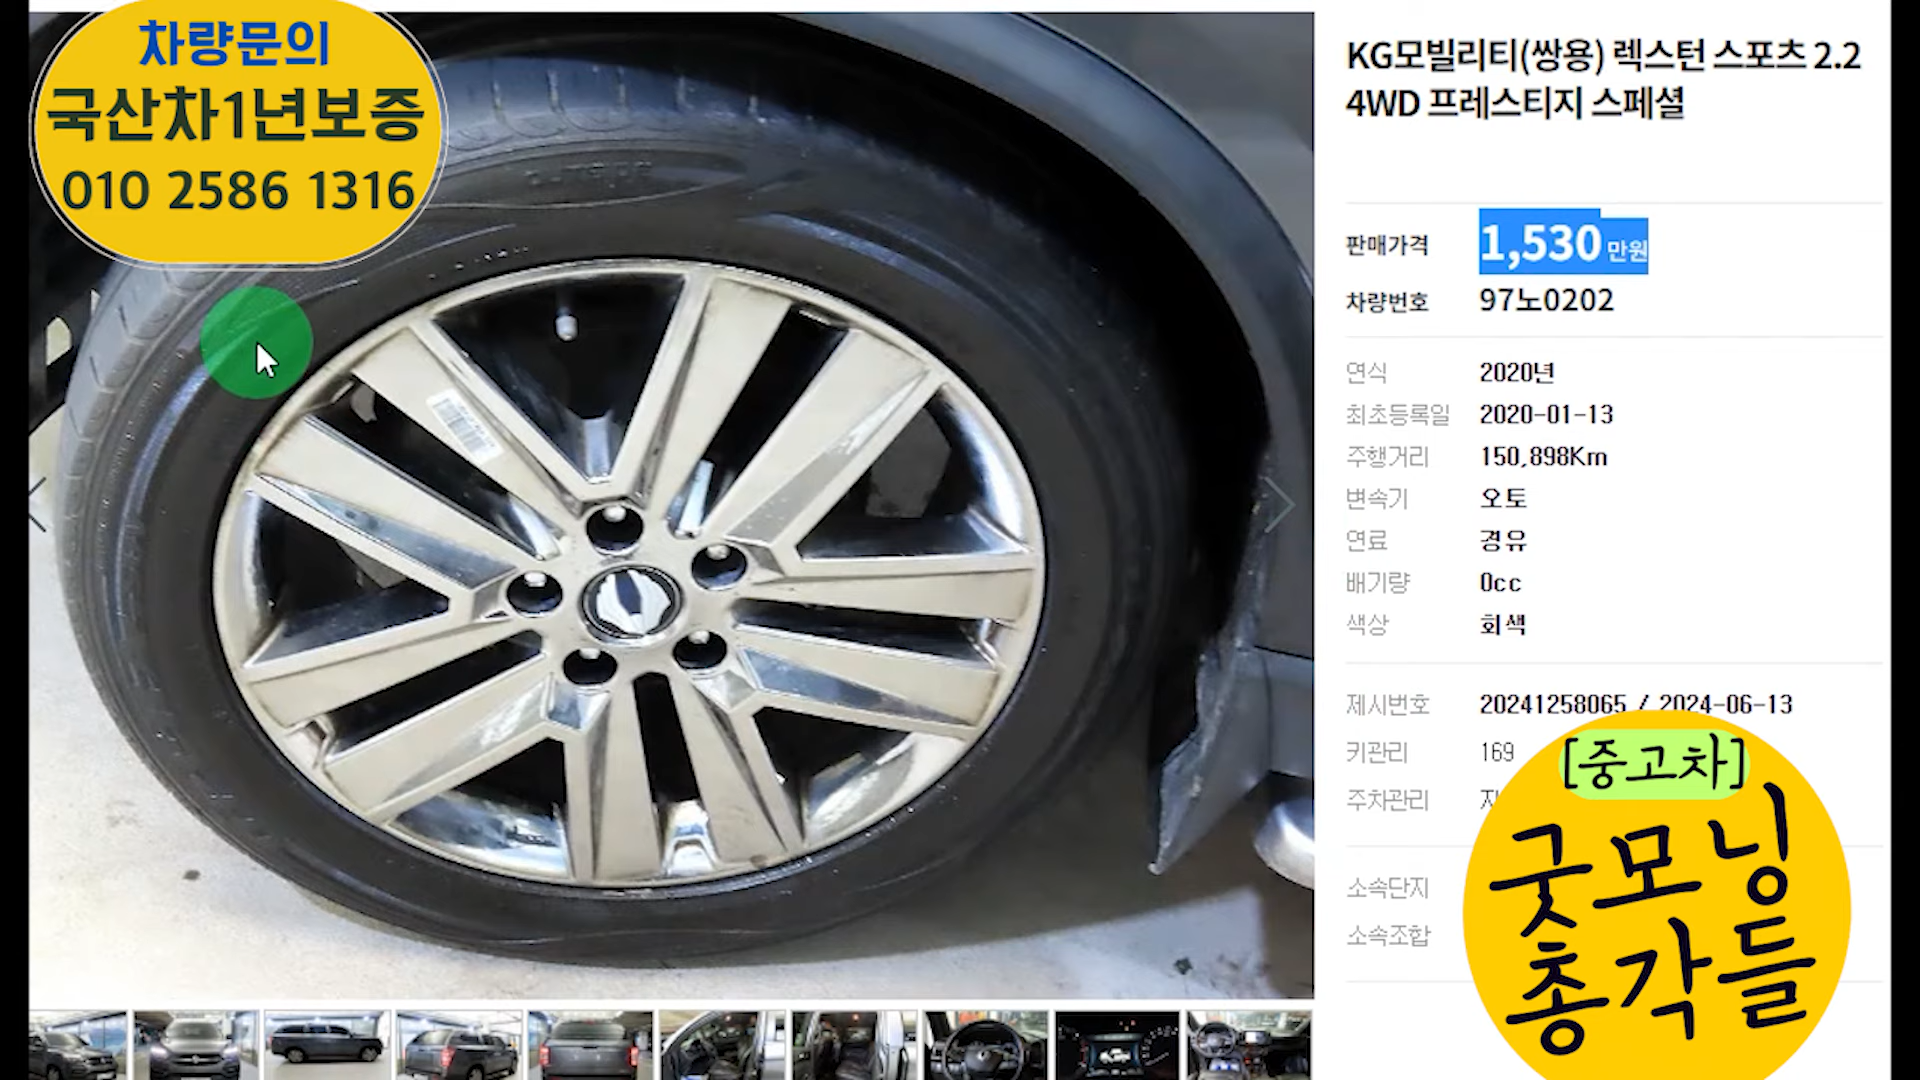 차량문의
국산차1년보증
010 2586 1316
KG모빌리티(쌍용) 렉스턴 스포츠 2.2
4WD 프레스티지 스페셜
판매가격 1,530 만원
차량번호 97노0202
연식 2020년
최초등록일 2020-01-13
주행거리 150,898Km
변속기 오토
연료 경유
배기량 0cc
색상 회색
제시번호 20241258065 / 2024-06-13
키관리 169
주차관리
소속단지
소속조합
[중고차]
굿모닝
총각들